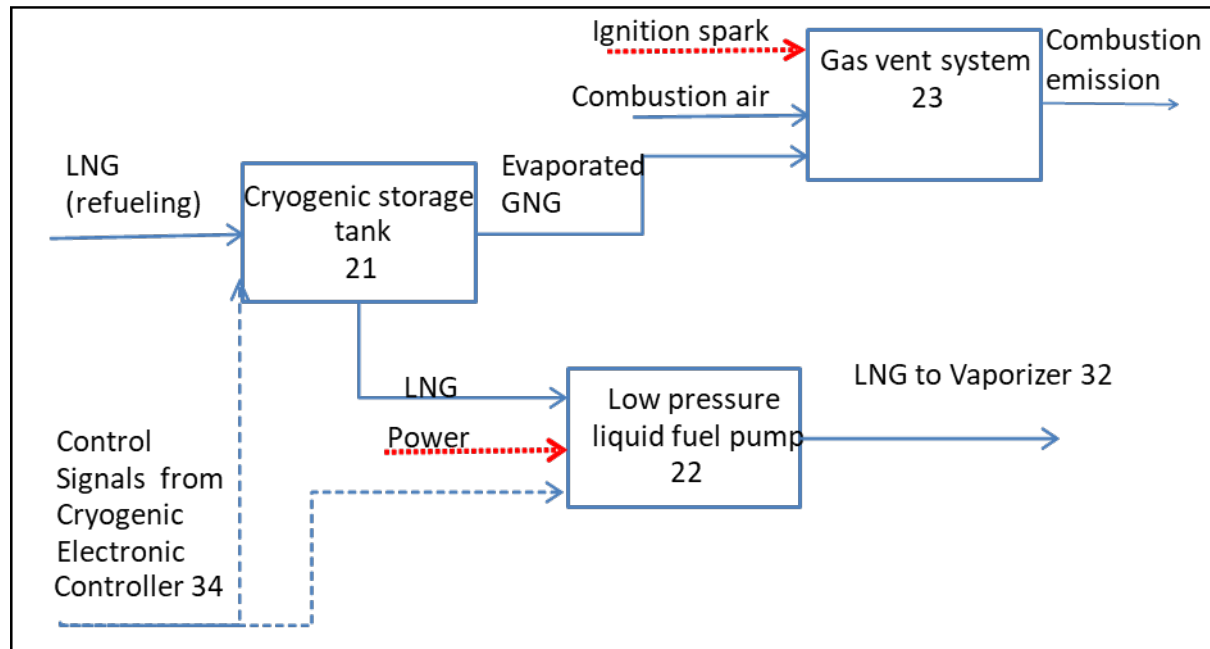 Ignition spark
Gas vent system
23
Combustion
emission
Combustion air
LNG
(refueling)
Cryogenic storage
tank
21
Evaporated
GNG
LNG
Power
Low pressure
liquid fuel pump
22
LNG to Vaporizer 32
Control
Signals from
Cryogenic
Electronic
Controller 34